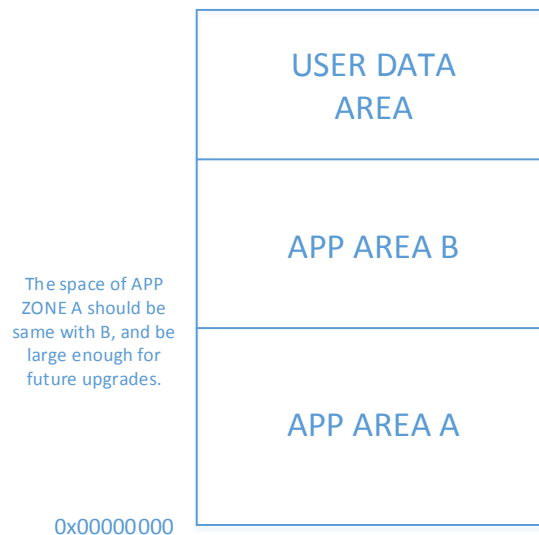 USER DATA
AREA
APP AREA B
The space of APP
ZONE A should be
same with B, and be
large enough for
future upgrades.
APP AREA A
0x00000000